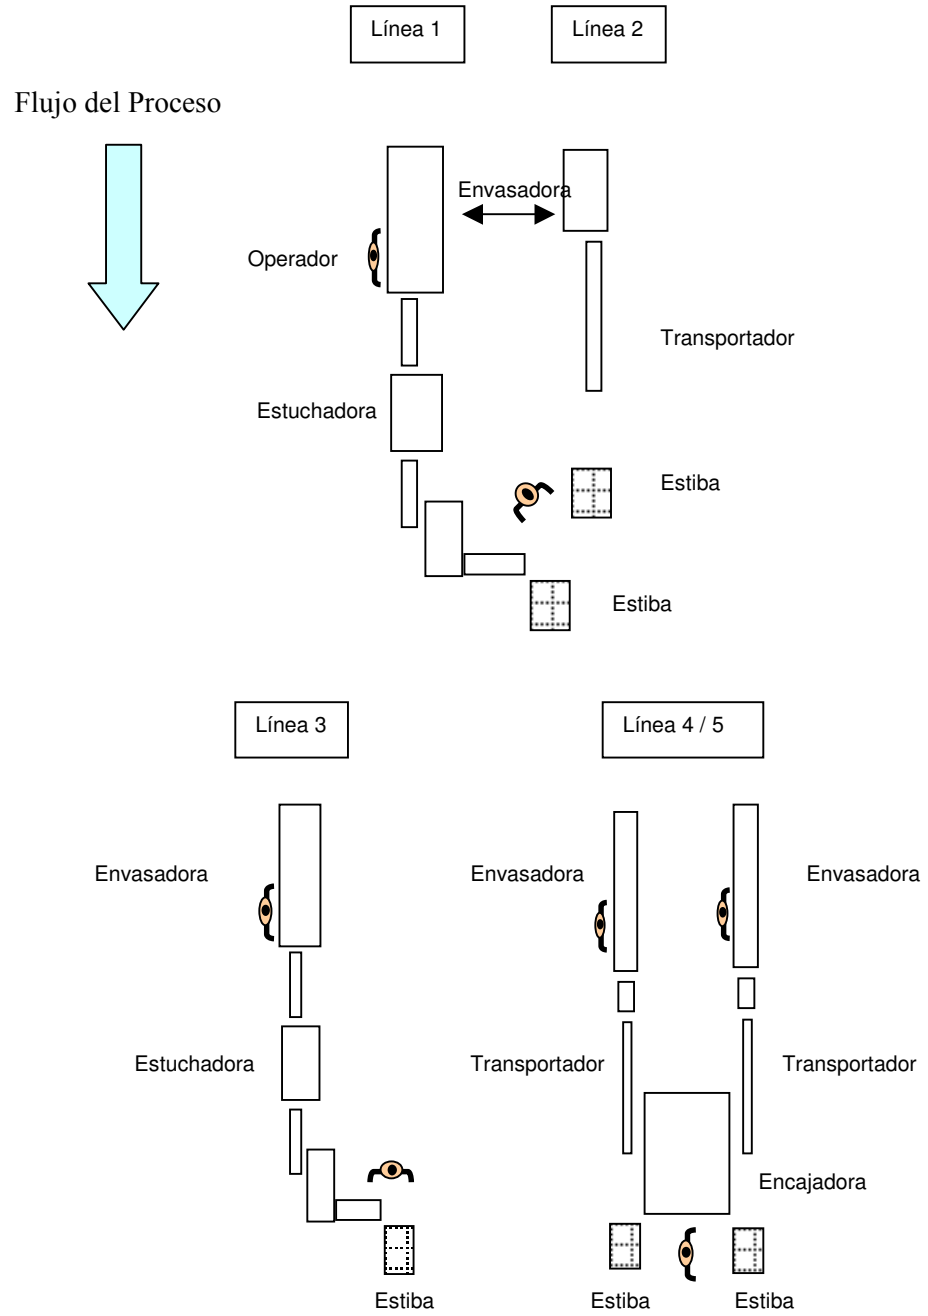 Línea 1
Línea 2
Flujo del Proceso
Envasadora
Operador
Transportador
Estuchadora
Estiba
Estiba
Línea 3
Línea 4 / 5
Envasadora
Envasadora
Envasadora
Estuchadora
Transportador
Transportador
Encajadora
Estiba
Estiba
Estiba